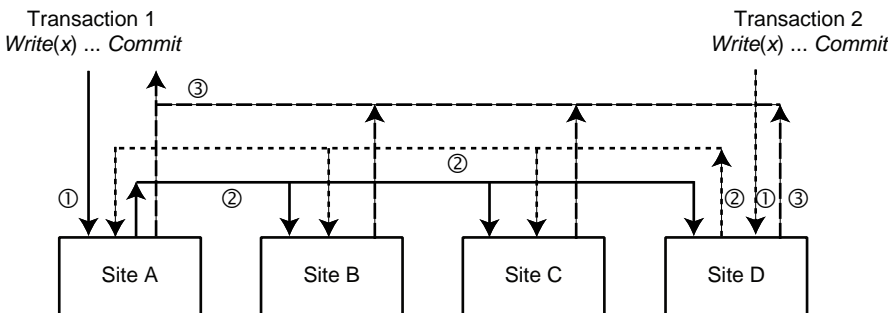 Transaction 1 Transaction 2
Write(x) ... Commit Write(x) ... Commit
③
②
① ② ② ① ③
Site A Site B Site C Site D